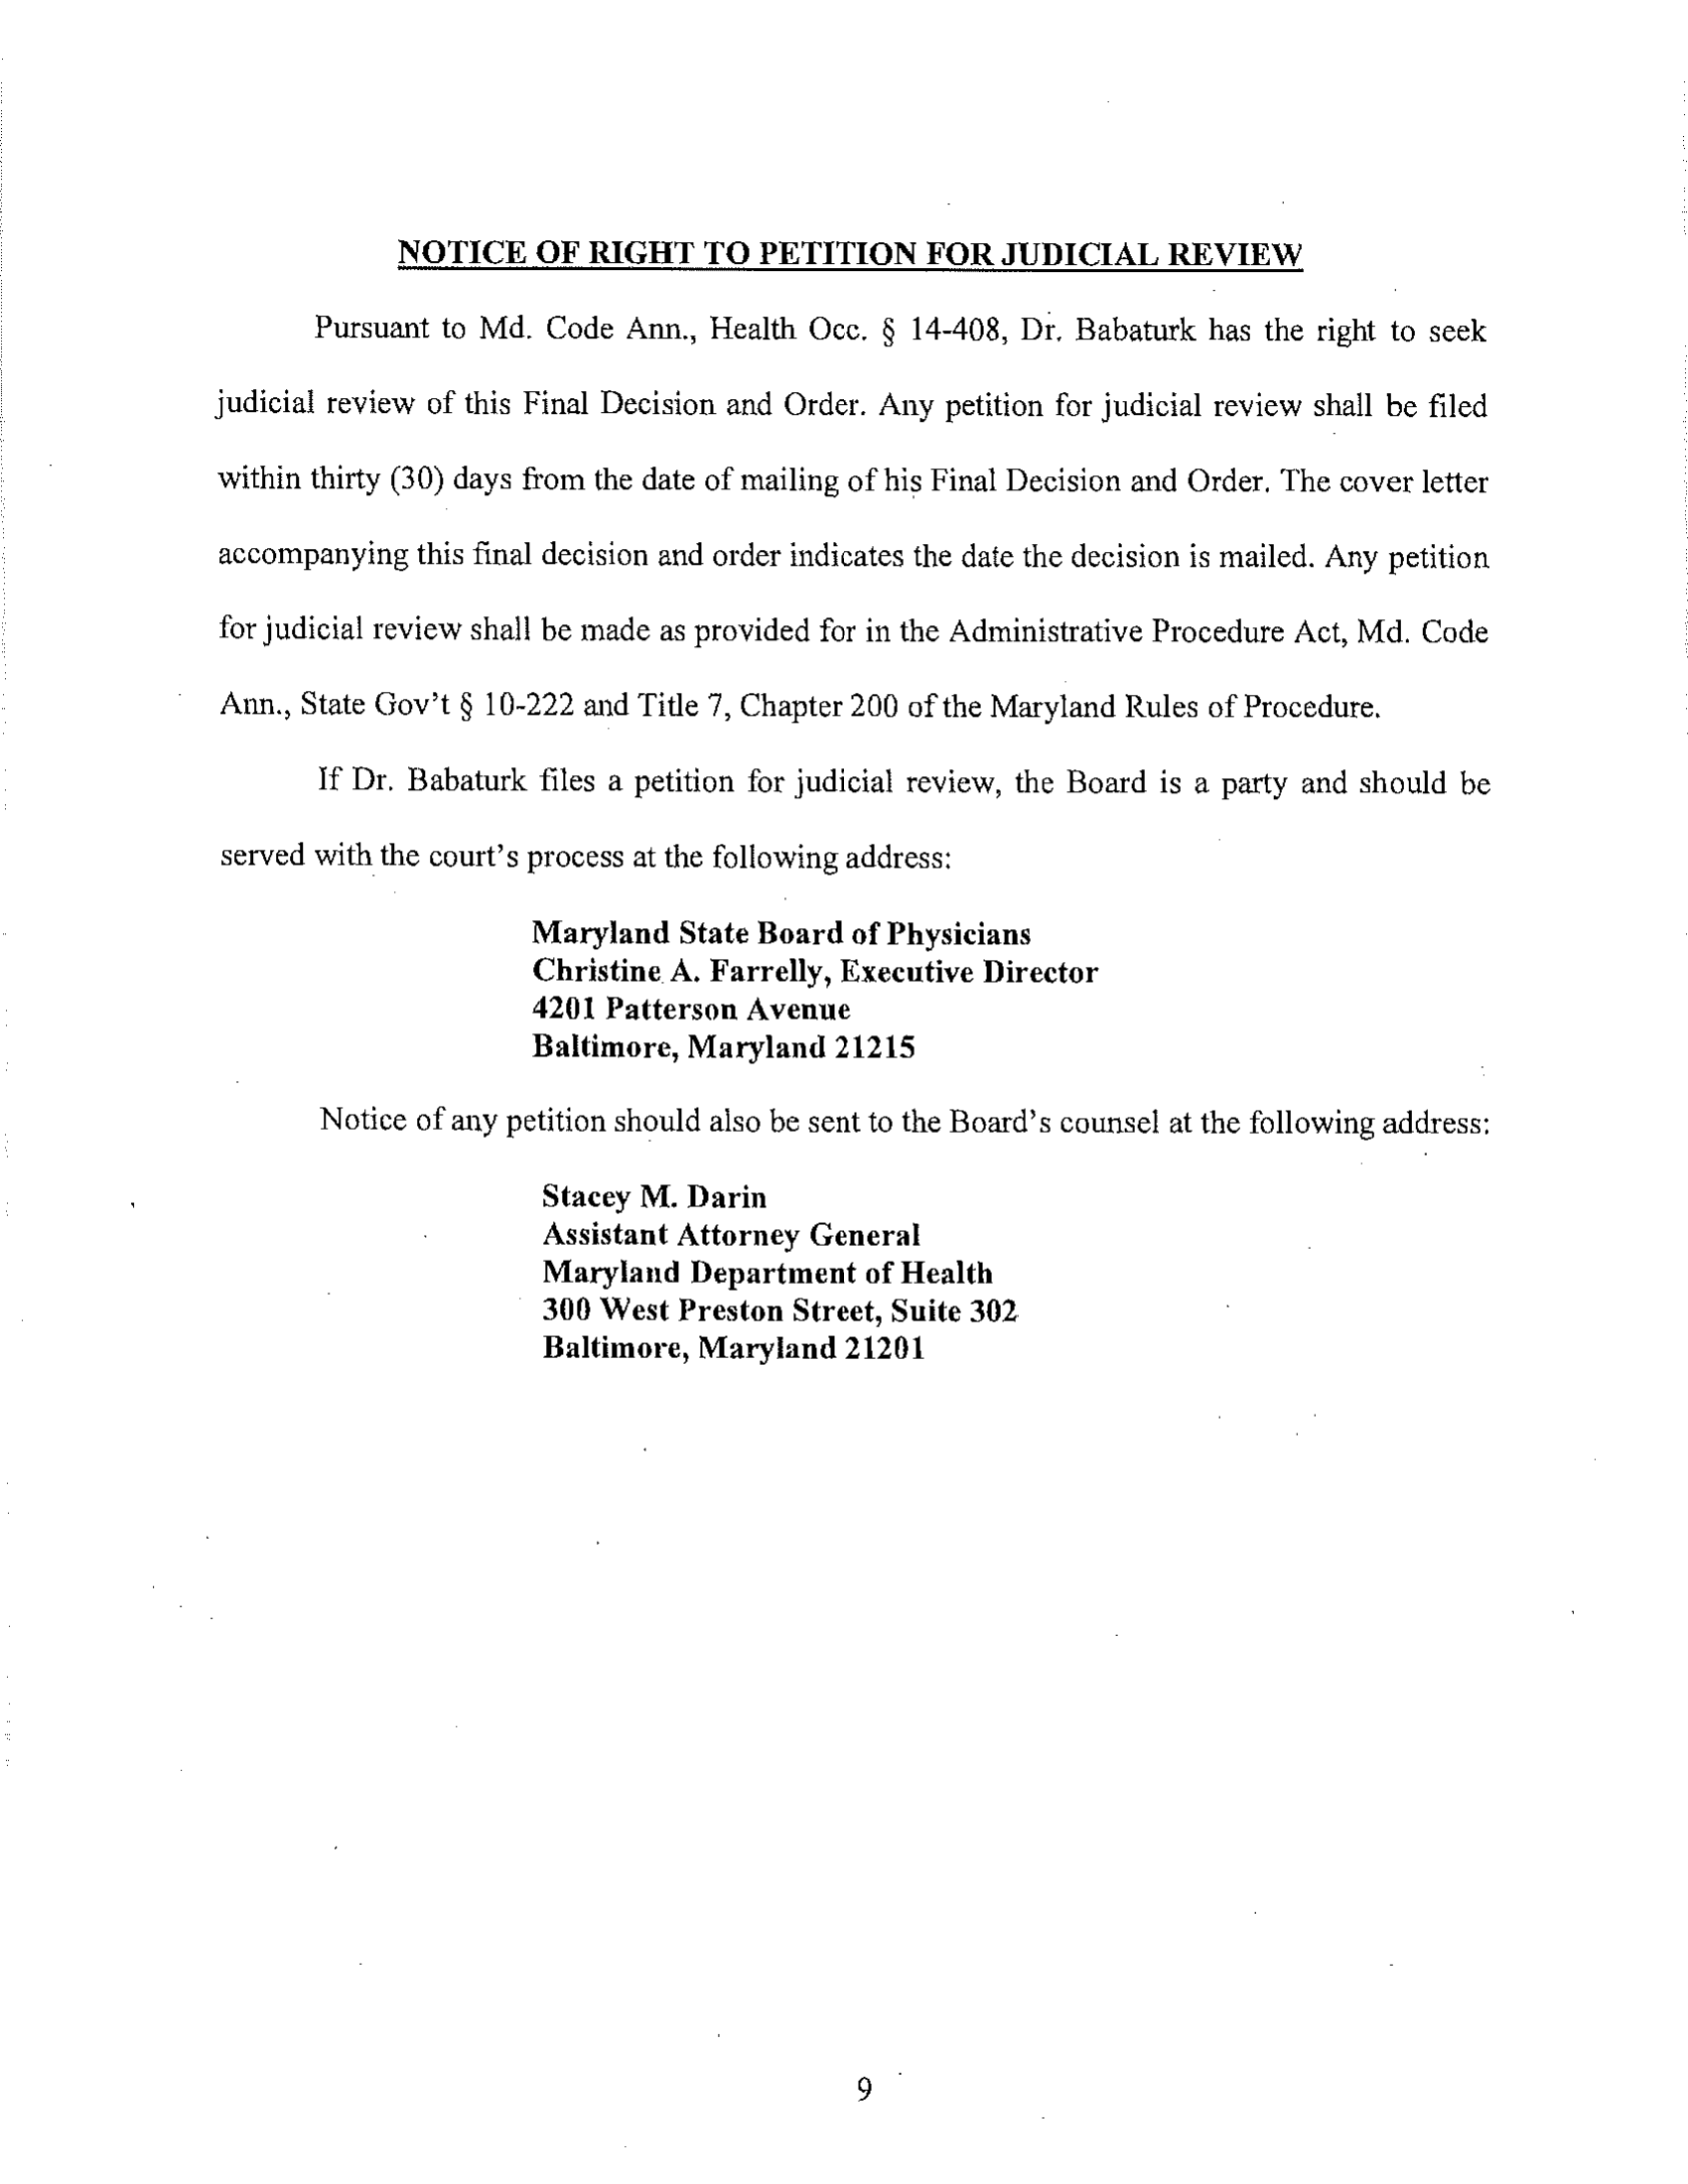 NOTICE OF RIGHT TO PETITION FOR JUDICIAL REVIEW
Pursuant to Md. Code Ann., Health Occ. § 14-408, Dr. Babaturk has the right to seek
judicial review of this Final Decision and Order. Any petition for judicial review shall be filed
within thirty (30) days from the date of mailing of his Final Decision and Order. The cover letter
accompanying this final decision and order indicates the date the decision is mailed. Any petition
for judicial review shall be made as provided for in the Administrative Procedure Act, Md. Code
Ann., State Gov't § 10-222 and Title 7, Chapter 200 of the Maryland Rules of Procedure.
If Dr. Babaturk files a petition for judicial review, the Board is a party and should be
served with the court's process at the following address:
Maryland State Board of Physicians
Christine A. Farrelly, Executive Director
4201 Patterson Avenue
Baltimore, Maryland 21215
Notice of any petition should also be sent to the Board's counsel at the following address:
Stacey M. Darin
Assistant Attorney General
Maryland Department of Health
300 West Preston Street, Suite 302
Baltimore, Maryland 21201
9